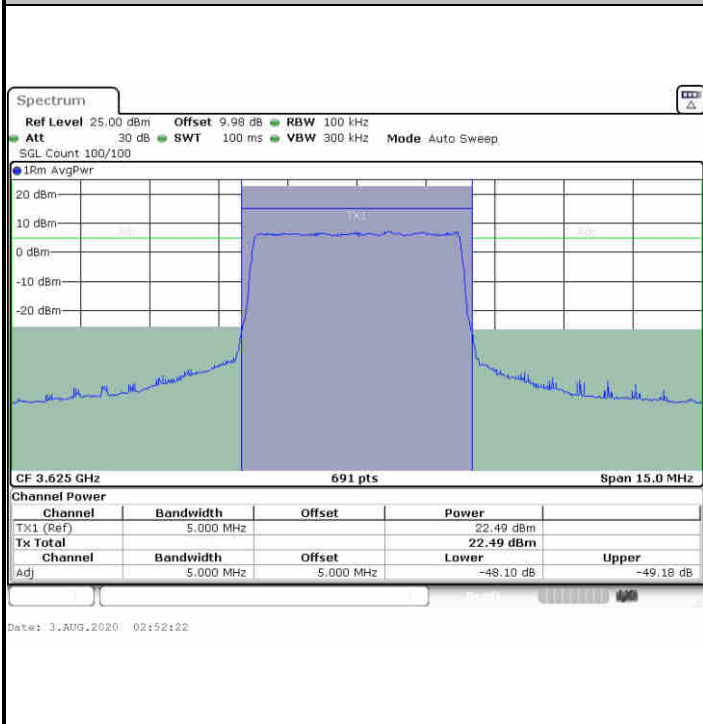 Spectrum
Ref Level 25.00 dBm Offset 9.98 dB RBW 100 kHz
Att 30 dB SWT 100 ms VBW 300 kHz Mode Auto Sweep
SGL Count 100/100
1Rm AvgPwr
20 dBm
TX1
10 dBm
Adj Adj
0 dBm
-10 dBm
-20 dBm
CF 3.625 GHz 691 pts Span 15.0 MHz
Channel Power
Channel Bandwidth Offset Power
TX1 (Ref) 5.000 MHz 22.49 dBm
Tx Total 22.49 dBm
Channel Bandwidth Offset Lower Upper
Adj 5.000 MHz 5.000 MHz -48.10 dB -49.18 dB
Date: 3.AUG.2020 02:52:22